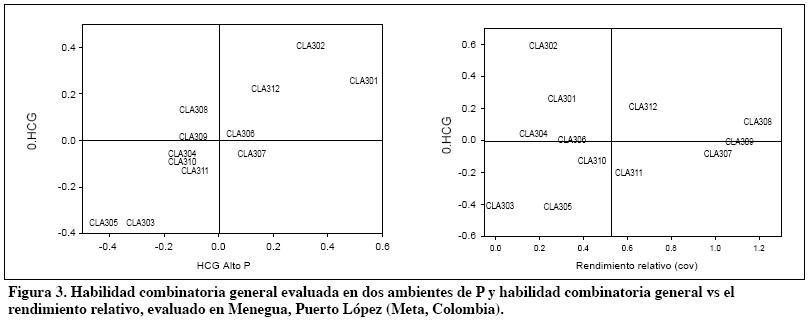 0.4
0.2
0.0
-0.2
-0.4
0.HCG
CLA302
CLA301
CLA312
CLA308
CLA309
CLA306
CLA304
CLA310
CLA307
CLA311
CLA305
CLA303
-0.4
-0.2
0.0
0.2
0.4
0.6
HCG Alto P
0.6
0.4
0.2
0.0
-0.2
-0.4
-0.6
0.HCG
CLA302
CLA301
CLA312
CLA308
CLA304
CLA306
CLA309
CLA307
CLA310
CLA311
CLA303
CLA305
0.0
0.2
0.4
0.6
0.8
1.0
1.2
Rendimiento relativo (cov)
Figura 3. Habilidad combinatoria general evaluada en dos ambientes de P y habilidad combinatoria general vs el
rendimiento relativo, evaluado en Menegua, Puerto López (Meta, Colombia).